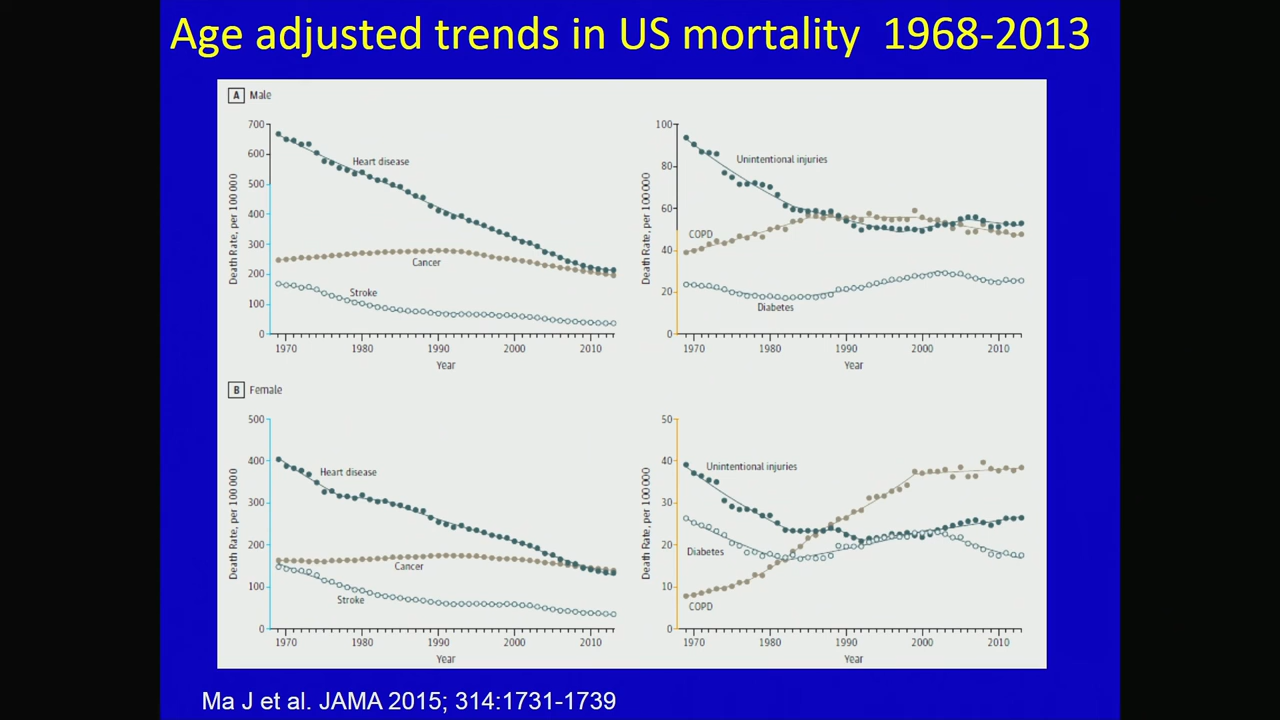 Age adjusted trends in US mortality 1968-2013
A Male
700
600
500
400
300
200
100
0
Death Rate, per 100 000
Heart disease
Cancer
Stroke
1970 1980 1990 2000 2010
Year
100
80
60
40
20
0
Death Rate, per 100 000
Unintentional injuries
COPD
Diabetes
1970 1980 1990 2000 2010
Year
B Female
500
400
300
200
100
0
Death Rate, per 100 000
Heart disease
Cancer
Stroke
1970 1980 1990 2000 2010
Year
50
40
30
20
10
0
Death Rate, per 100 000
Unintentional injuries
Diabetes
COPD
1970 1980 1990 2000 2010
Year
Ma J et al. JAMA 2015; 314:1731-1739